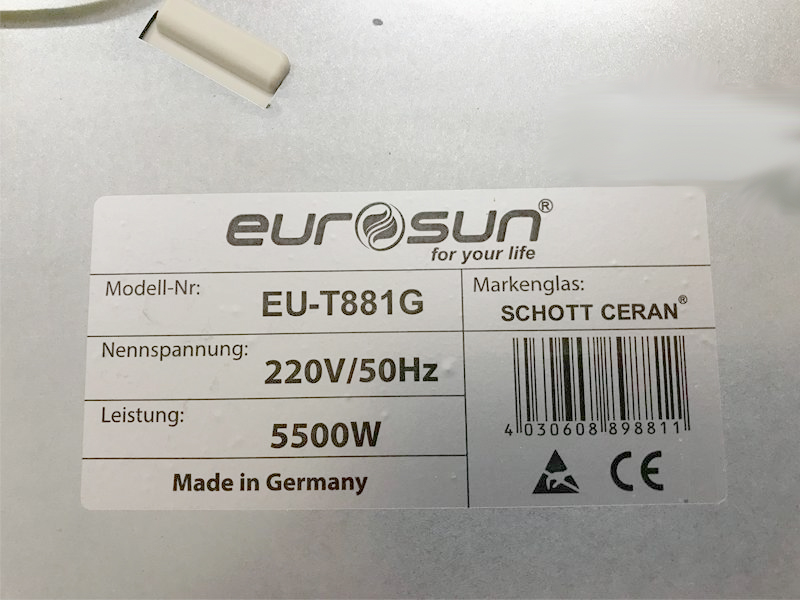 eurosun®
for your life
Modell-Nr: EU-T881G
Markenglas:
SCHOTT CERAN®
Nennspannung: 220V/50Hz
Leistung: 5500W
Made in Germany
4 030608 898811
CE